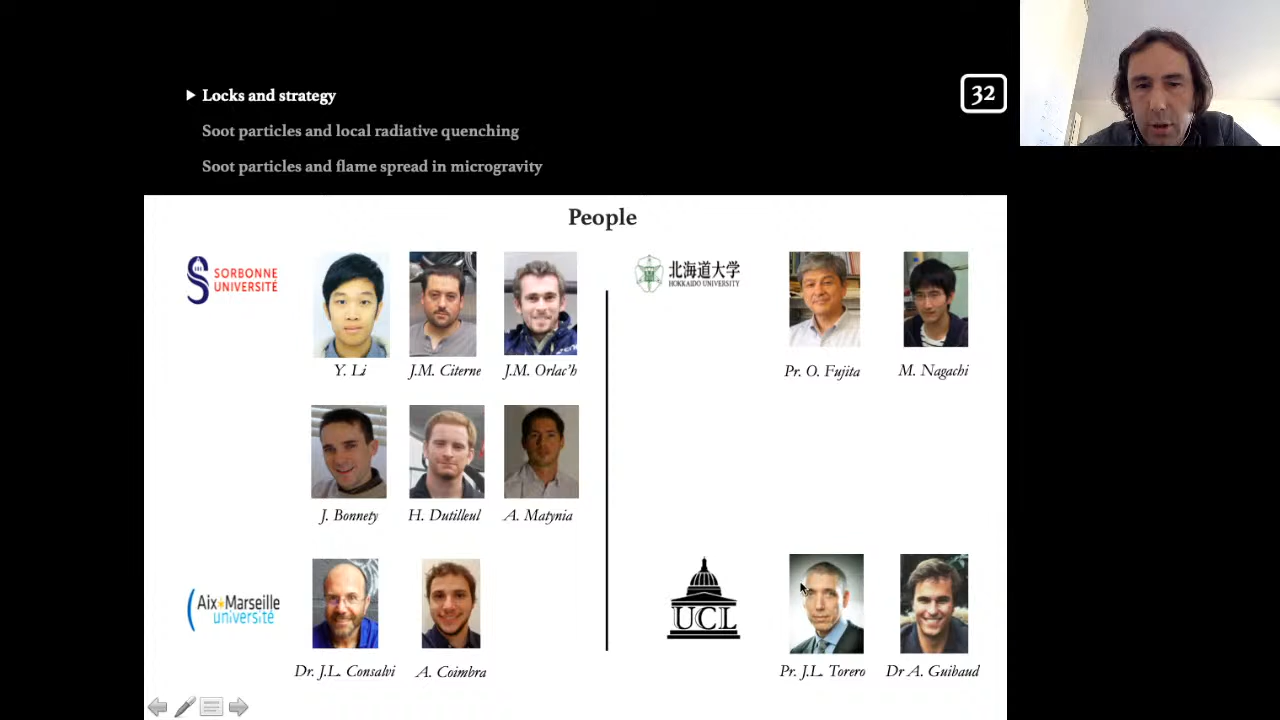 Locks and strategy
32
Soot particles and local radiative quenching
Soot particles and flame spread in microgravity
People
SORBONNE
UNIVERSITÉ
Y. Li
J.M. Citerne
J.M. Orlac'h
北海道大学
HOKKAIDO UNIVERSITY
Pr. O. Fujita
M. Nagachi
J. Bonnety
H. Dutilleul
A. Matynia
Aix*Marseille
université
Dr. J.L. Consalvi
A. Coimbra
UCL
Pr. J.L. Torero
Dr A. Guibaud